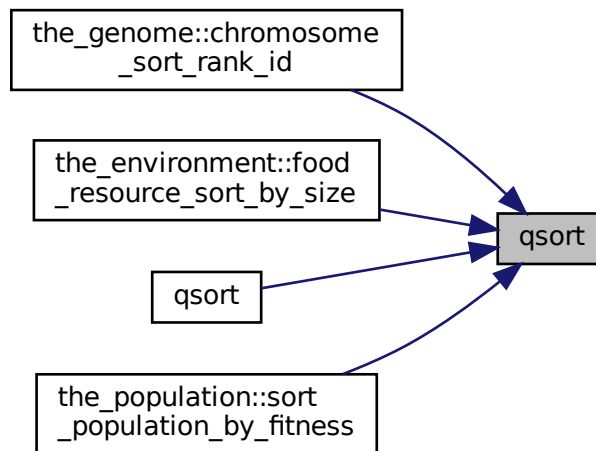 the_genome::chromosome
_sort_rank_id
the_environment::food
_resource_sort_by_size
qsort
qsort
the_population::sort
_population_by_fitness